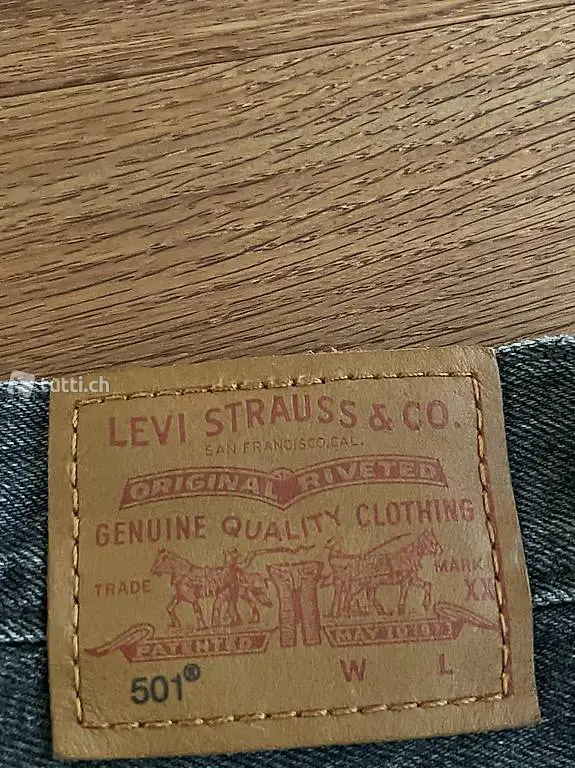 tutti.ch
LEVI STRAUSS & CO.
SAN FRANCISCO, CAL.
ORIGINAL RIVETED
GENUINE QUALITY CLOTHING
TRADE MARK
XX
PATENTED MAY 20 1873
501® W L